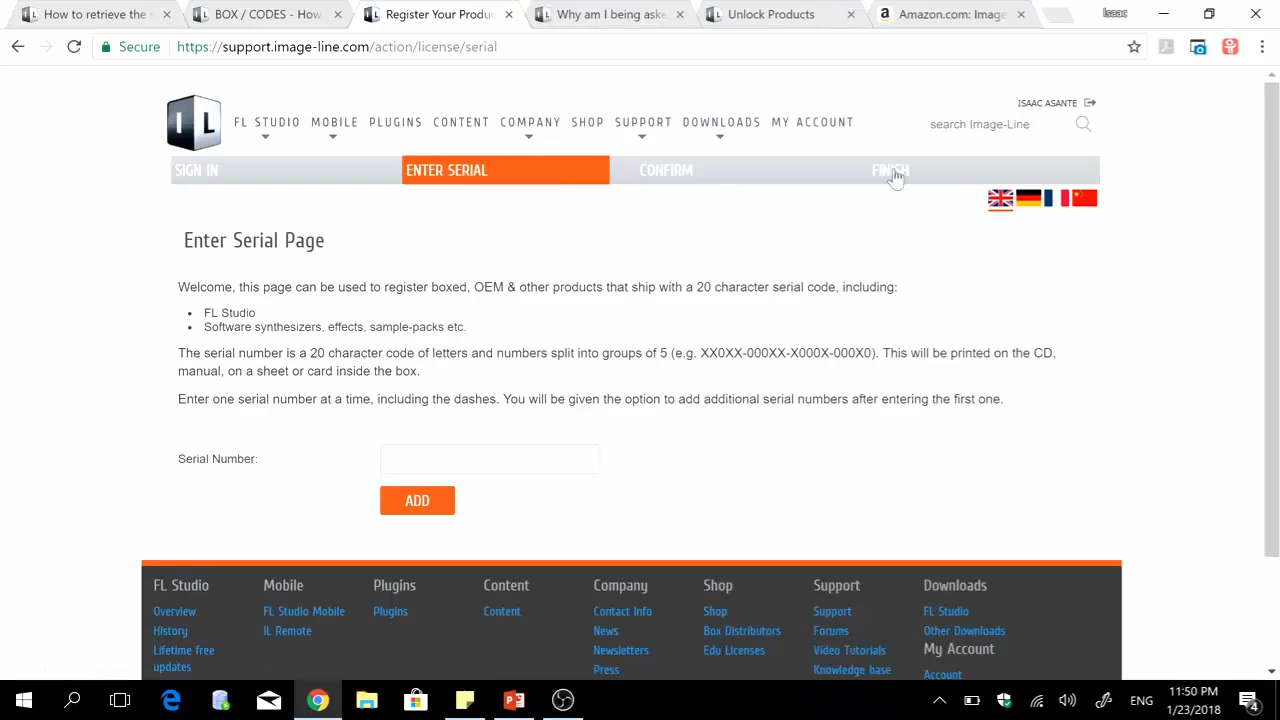 How to retrieve the s
BOX / CODES - How
Register Your Produc
Why am I being aske
Unlock Products
Amazon.com: Imag
Isaac
Secure
https://support.image-line.com/action/license/serial
ISAAC ASANTE
IL
FL STUDIO MOBILE PLUGINS CONTENT COMPANY SHOP SUPPORT DOWNLOADS MY ACCOUNT
search Image-Line
SIGN IN
ENTER SERIAL
CONFIRM
FINISH
Enter Serial Page
Welcome, this page can be used to register boxed, OEM & other products that ship with a 20 character serial code, including:
FL Studio
Software synthesizers, effects, sample-packs etc.
The serial number is a 20 character code of letters and numbers split into groups of 5 (e.g. XX0XX-000XX-X000X-000X0). This will be printed on the CD,
manual, on a sheet or card inside the box.
Enter one serial number at a time, including the dashes. You will be given the option to add additional serial numbers after entering the first one.
Serial Number:
ADD
FL Studio
Overview
History
Lifetime free
updates
Mobile
FL Studio Mobile
IL Remote
Plugins
Plugins
Content
Content
Company
Contact Info
News
Newsletters
Press
Shop
Shop
Box Distributors
Edu Licenses
Support
Support
Forums
Video Tutorials
Knowledge base
Downloads
FL Studio
Other Downloads
My Account
Account
ENG
11:50 PM
1/23/2018
4